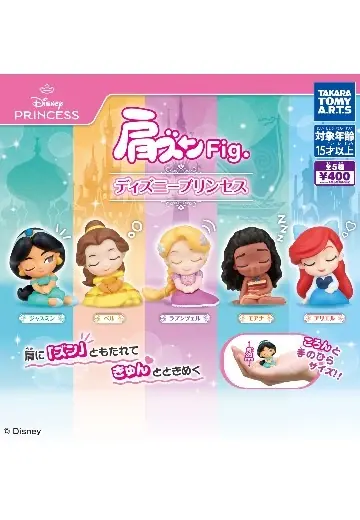 Disney
PRINCESS
TAKARA
TOMY
A.R.T.S
対象年齢
15才以上
全5種
¥400
肩ズンFig.
ディズニープリンセス
ジャスミン
ベル
ラプンツェル
モアナ
アリエル
肩に「ズン」ともたれて
きゅんとときめく
ころんと
手のひら
サイズ!!
© Disney